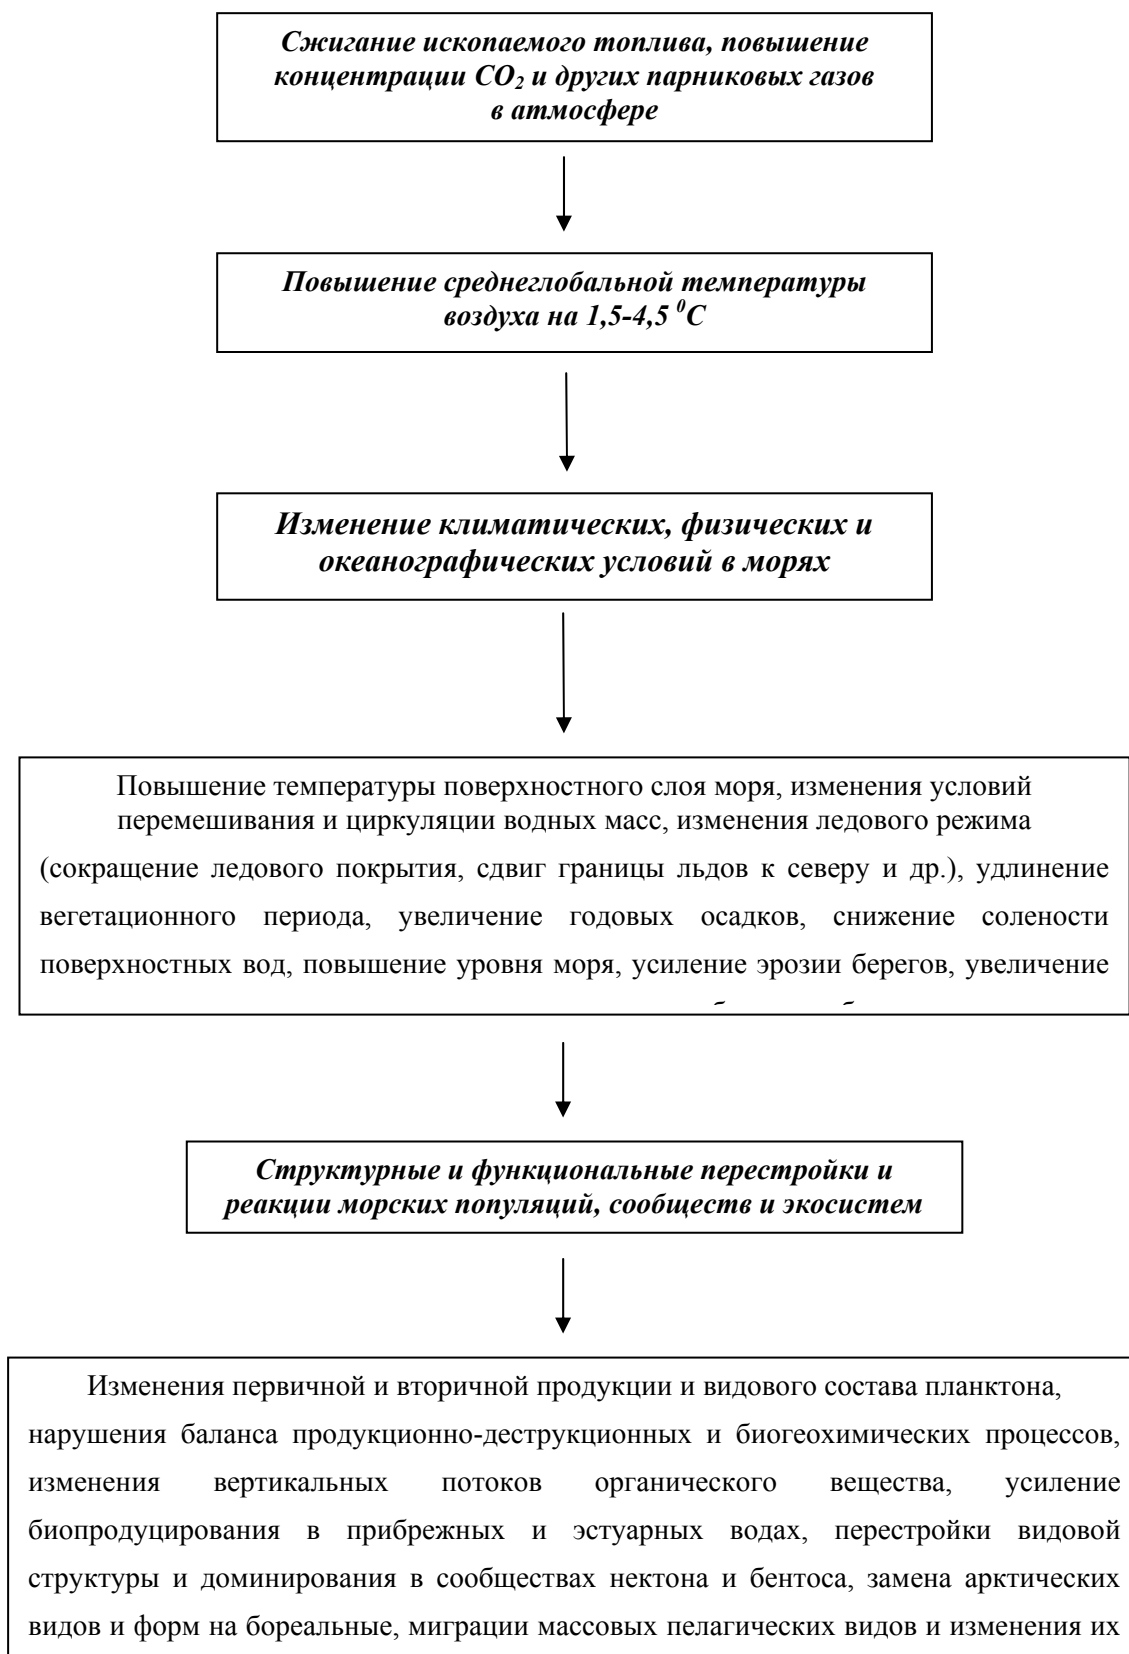 Сжигание ископаемого топлива, повышение
концентрации CO₂ и других парниковых газов
в атмосфере
Повышение среднеглобальной температуры
воздуха на 1,5-4,5 ⁰C
Изменение климатических, физических и
океанографических условий в морях
Повышение температуры поверхностного слоя моря, изменения условий
перемешивания и циркуляции водных масс, изменения ледового режима
(сокращение ледового покрытия, сдвиг границы льдов к северу и др.), удлинение
вегетационного периода, увеличение годовых осадков, снижение солености
поверхностных вод, повышение уровня моря, усиление эрозии берегов, увеличение
Структурные и функциональные перестройки и
реакции морских популяций, сообществ и экосистем
Изменения первичной и вторичной продукции и видового состава планктона,
нарушения баланса продукционно-деструкционных и биогеохимических процессов,
изменения вертикальных потоков органического вещества, усиление
биопродуцирования в прибрежных и эстуарных водах, перестройки видовой
структуры и доминирования в сообществах нектона и бентоса, замена арктических
видов и форм на бореальные, миграции массовых пелагических видов и изменения их